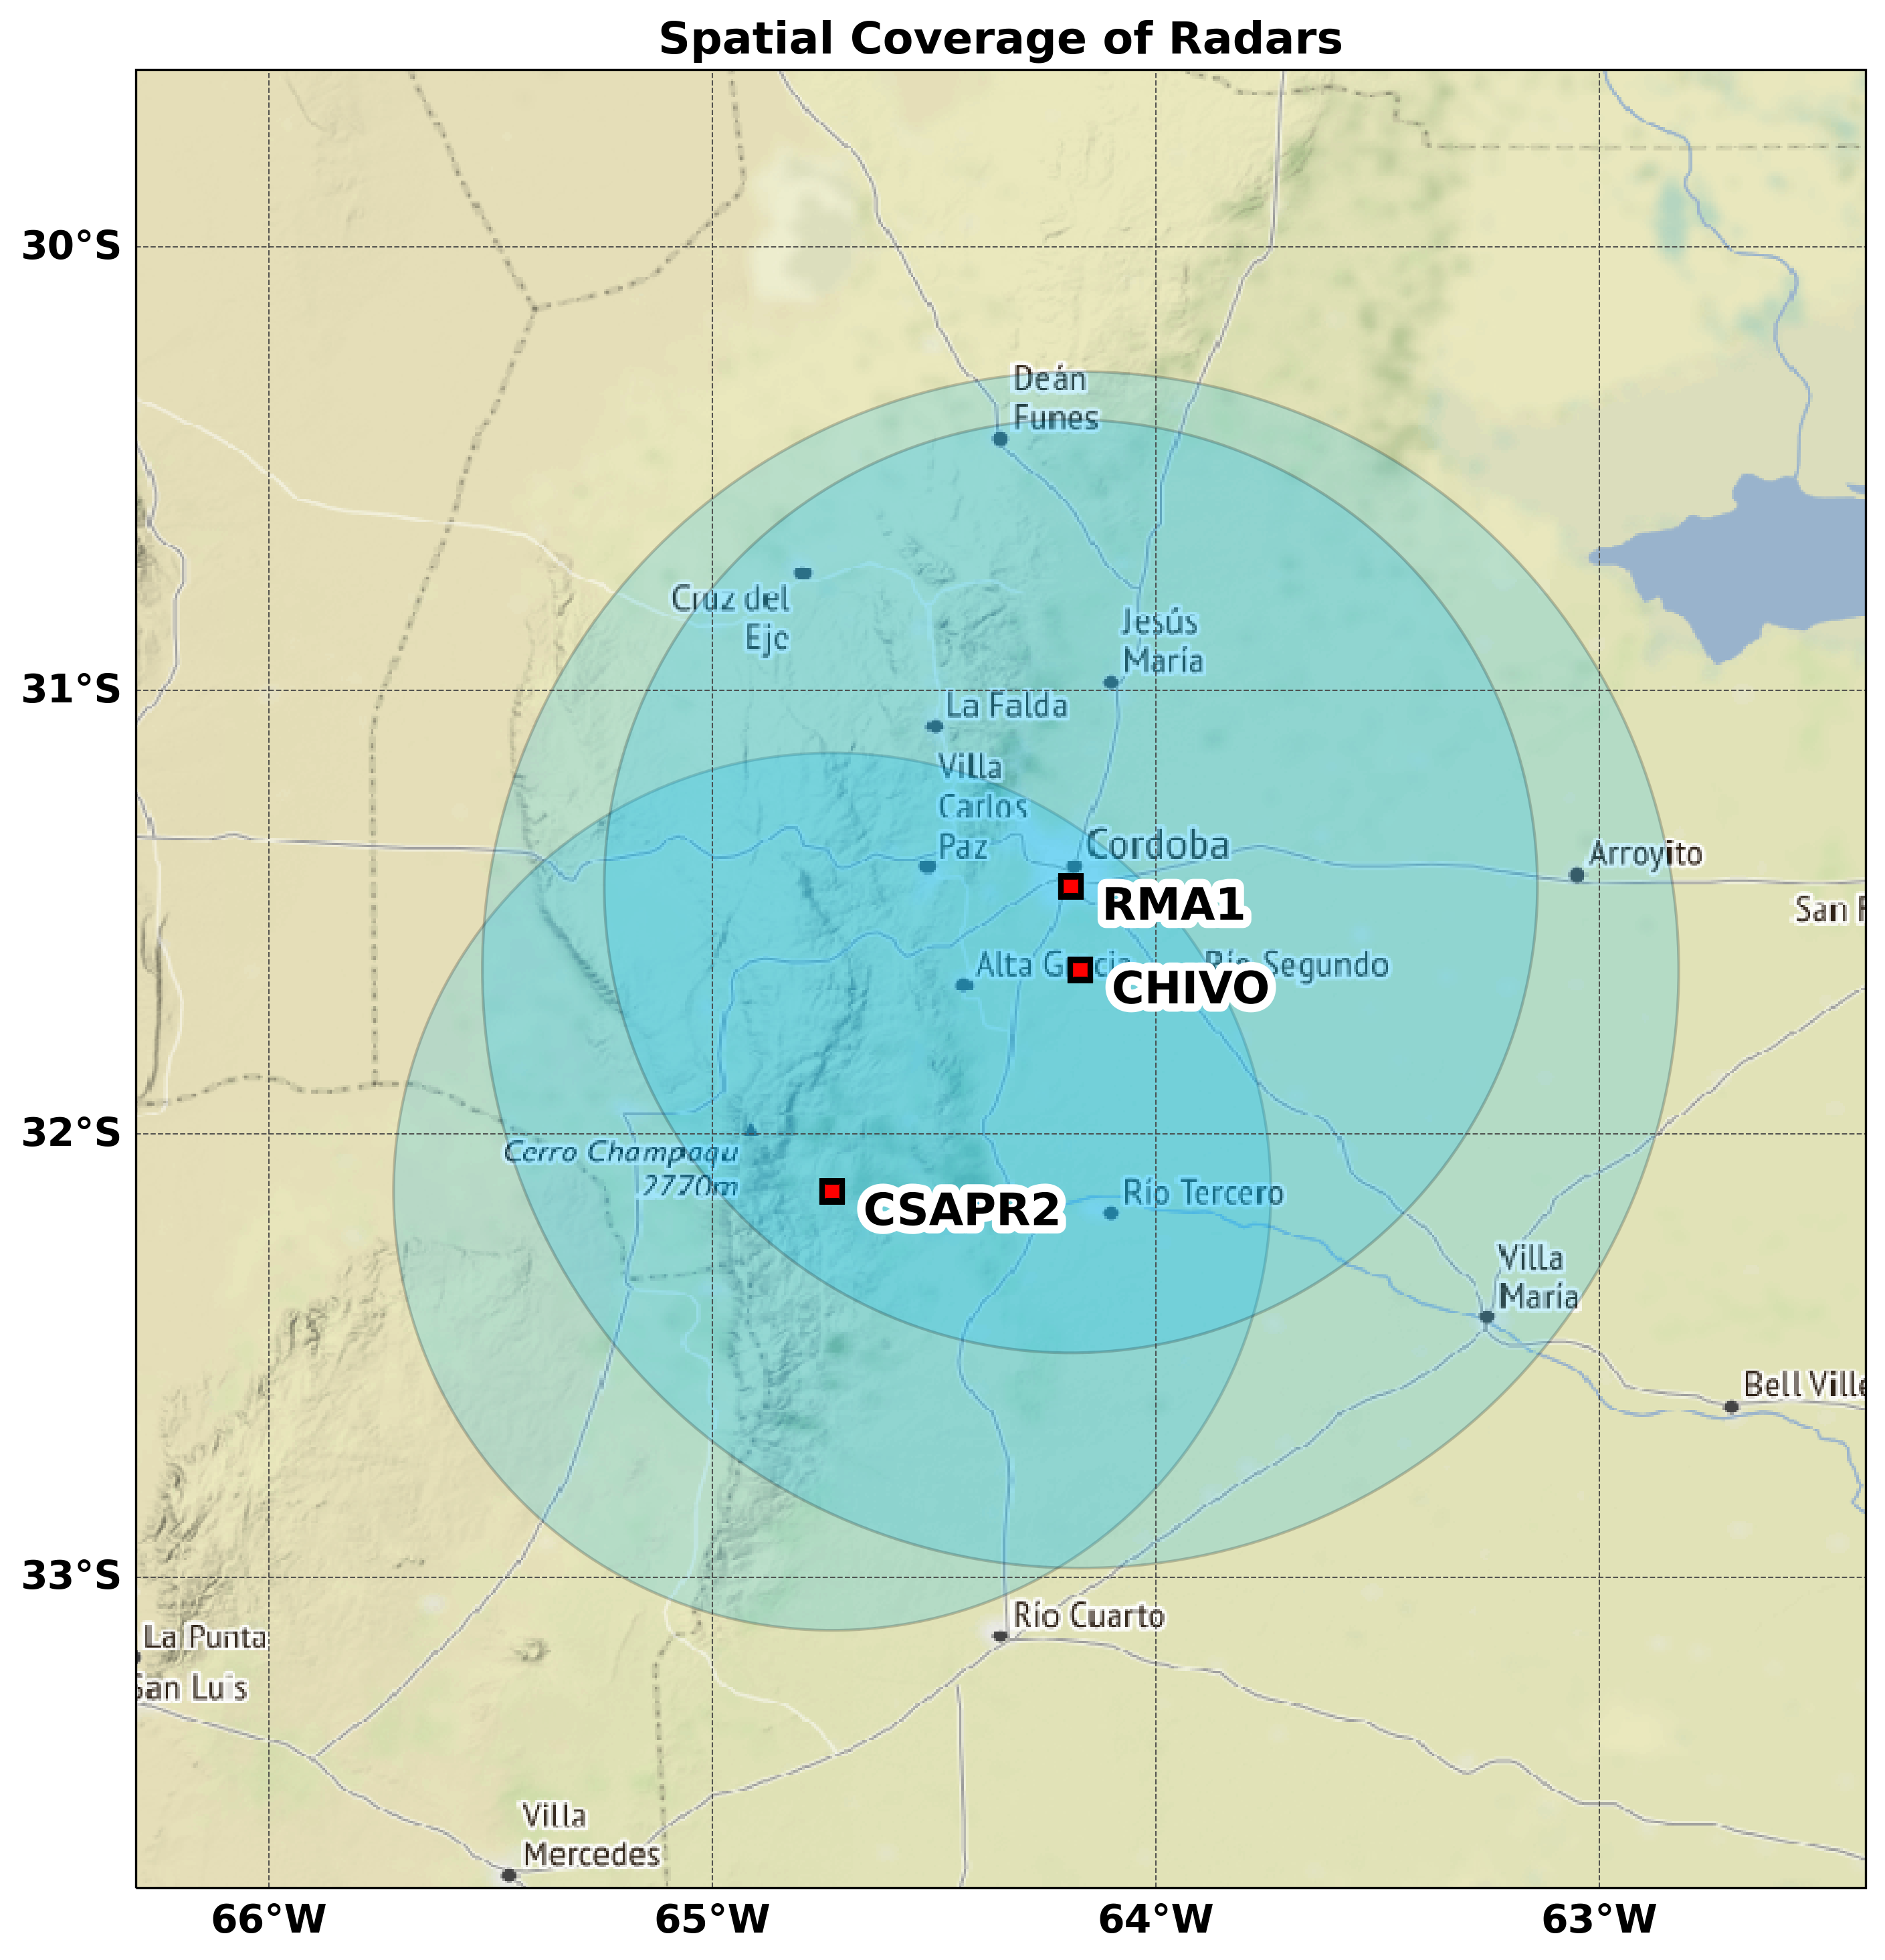 Spatial Coverage of Radars
30°S
Deán
Funes
Cruz del
Eje
Jesús
María
31°S
La Falda
Villa
Carlos
Paz
Cordoba
Arroyito
RMA1
San
Alta Gracia
Río Segundo
CHIVO
32°S
Cerro Champaqu
2770m
CSAPR2
Río Tercero
Villa
María
Bell Ville
33°S
Río Cuarto
La Punta
San Luis
Villa
Mercedes
66°W
65°W
64°W
63°W